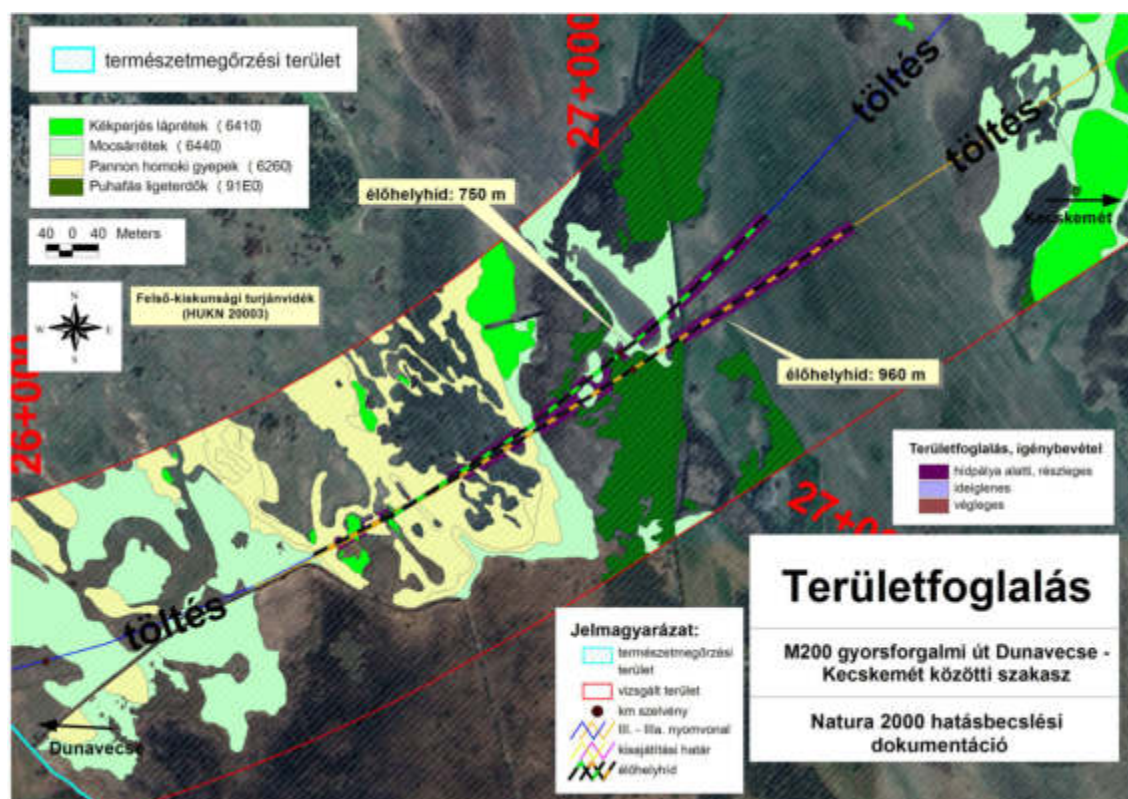 természetmegőrzési terület
Kékperjés láprétek ( 6410)
Mocsárrétek ( 6440)
Pannon homoki gyepek ( 6260)
Puhafás ligeterdők ( 91E0)
40 0 40 Meters
N
W E
S
Felső-kiskunsági turjánvidék
(HUKN 20003)
26+000
27+000
élőhelyhíd: 750 m
töltés
töltés
Kecskemét
élőhelyhíd: 960 m
Területfoglalás, igénybevétel
hídpálya alatti, részleges
ideiglenes
végleges
töltés
Dunavecse
Jelmagyarázat:
természetmegőrzési
terület
vizsgált terület
km szelvény
III. - IIIa. nyomvonal
kisajátítási határ
élőhelyhíd
Területfoglalás
M200 gyorsforgalmi út Dunavecse -
Kecskemét közötti szakasz
Natura 2000 hatásbecslési
dokumentáció